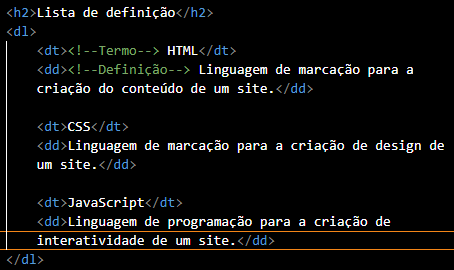 <h2>Lista de definição</h2>
<dl>
<dt><!--Termo--> HTML</dt>
<dd><!--Definição--> Linguagem de marcação para a
criação do conteúdo de um site.</dd>
<dt>CSS</dt>
<dd>Linguagem de marcação para a criação de design de
um site.</dd>
<dt>JavaScript</dt>
<dd>Linguagem de programação para a criação de
interatividade de um site.</dd>
</dl>